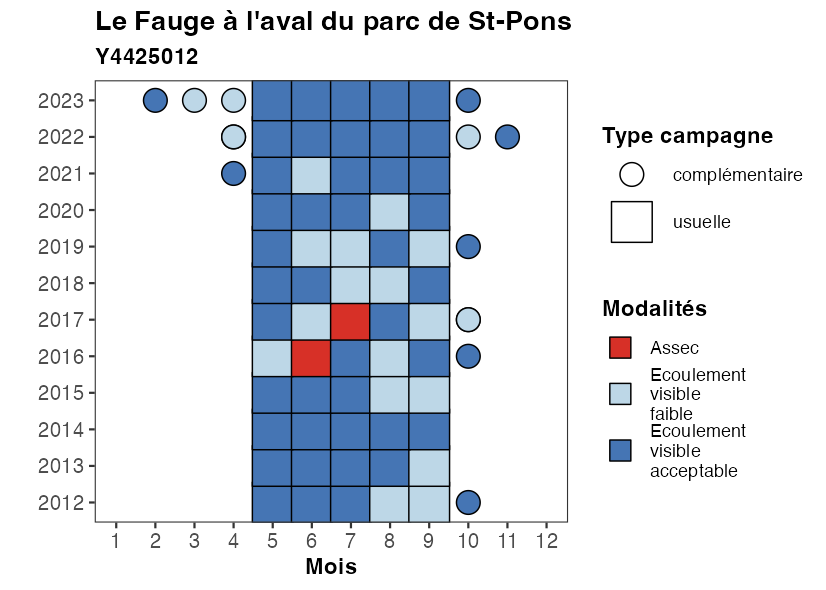 Le Fauge à l'aval du parc de St-Pons
Y4425012
2023
2022
2021
2020
2019
2018
2017
2016
2015
2014
2013
2012
1 2 3 4 5 6 7 8 9 10 11 12
Mois
Type campagne
complémentaire
usuelle
Modalités
Assec
Ecoulement
visible
faible
Ecoulement
visible
acceptable